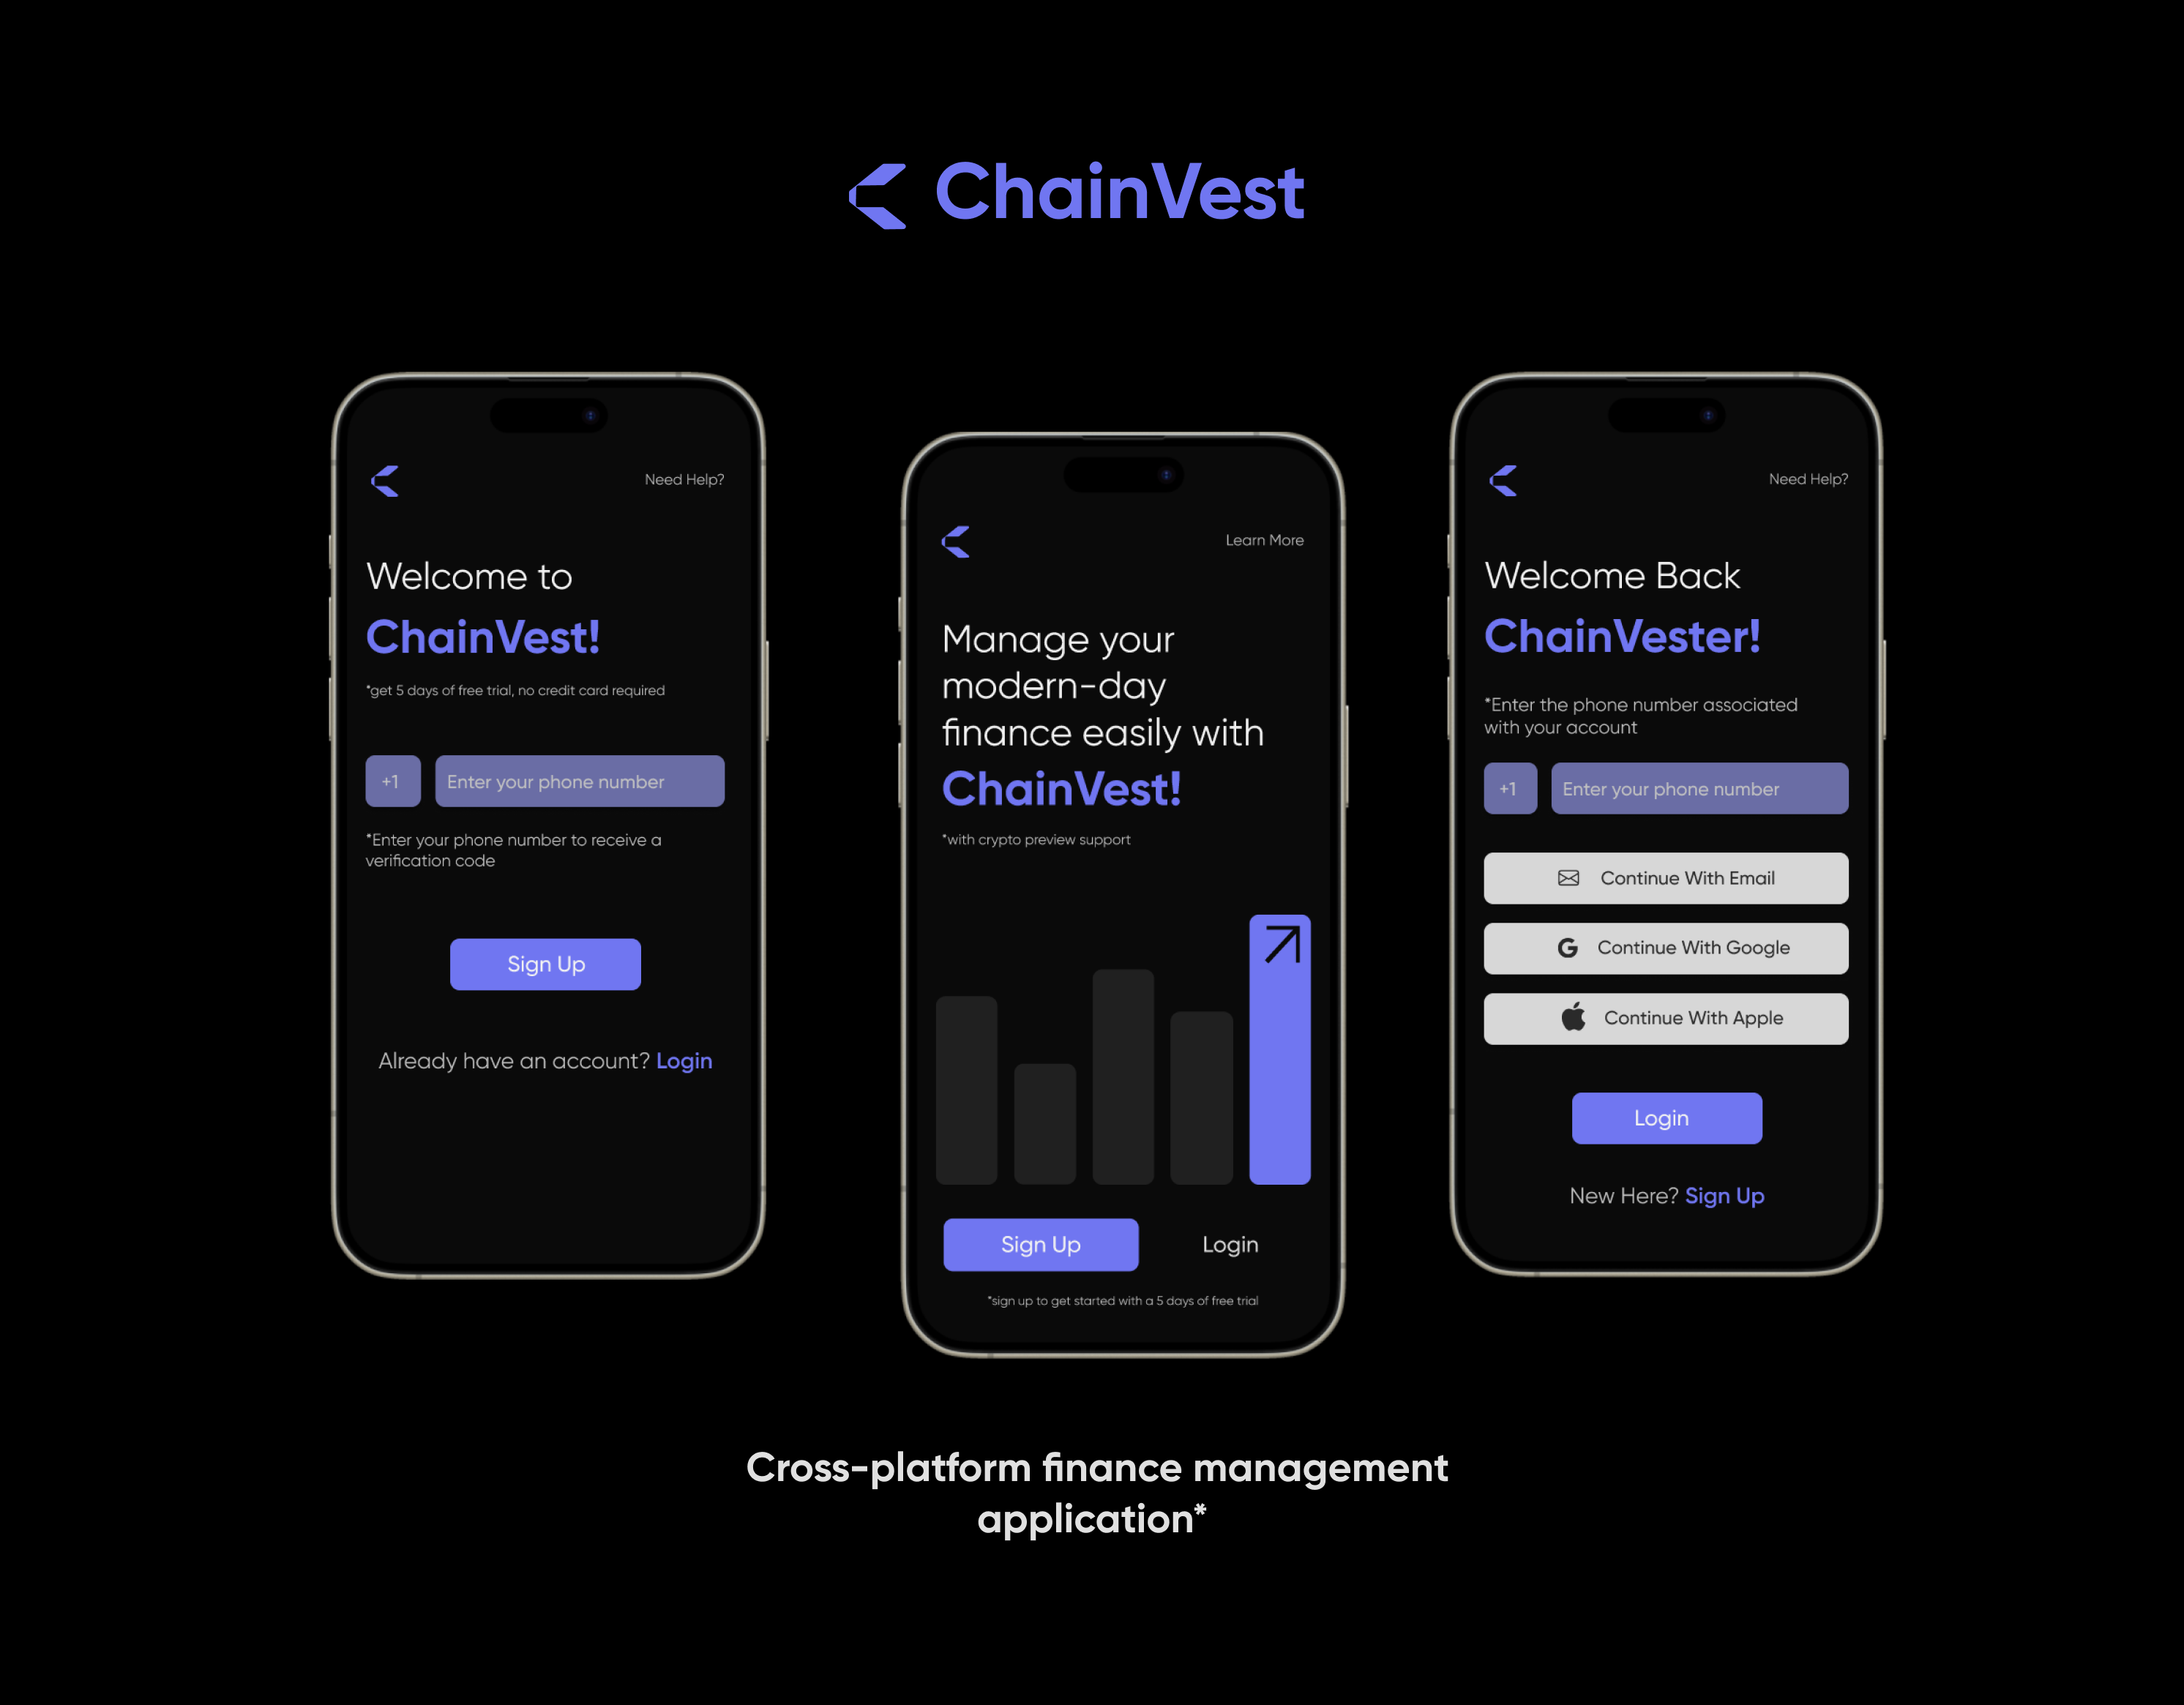 ChainVest
Need Help?
Welcome to
ChainVest!
*get 5 days of free trial, no credit card required
+1
Enter your phone number
*Enter your phone number to receive a
verification code
Sign Up
Already have an account? Login
Learn More
Manage your
modern-day
finance easily with
ChainVest!
*with crypto preview support
Sign Up
Login
*sign up to get started with a 5 days of free trial
Need Help?
Welcome Back
ChainVester!
*Enter the phone number associated
with your account
+1
Enter your phone number
Continue With Email
Continue With Google
Continue With Apple
Login
New Here? Sign Up
Cross-platform finance management
application*